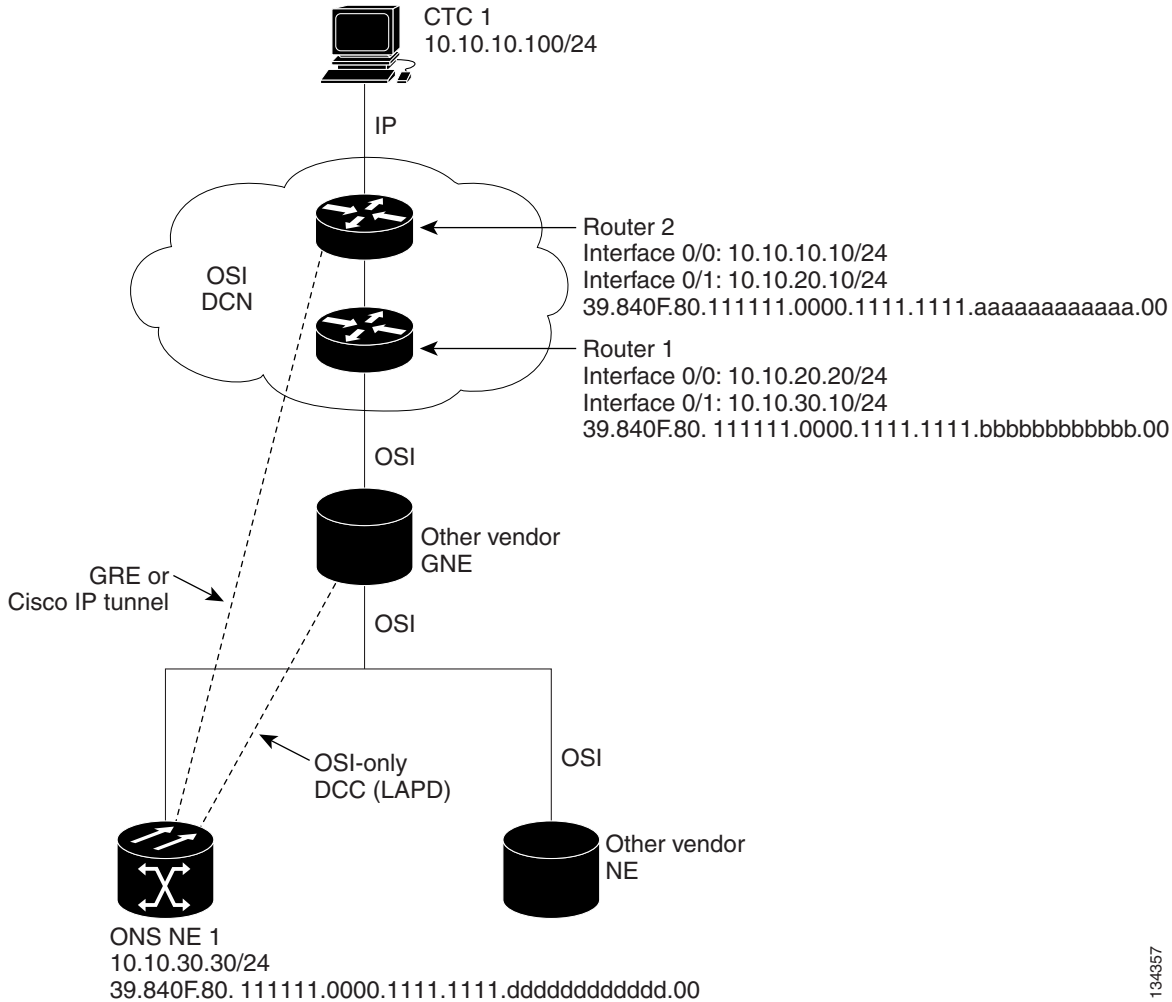 CTC 1
10.10.10.100/24
IP
Router 2
Interface 0/0: 10.10.10.10/24
Interface 0/1: 10.10.20.10/24
39.840F.80.111111.0000.1111.1111.aaaaaaaaaaaa.00
OSI
DCN
Router 1
Interface 0/0: 10.10.20.20/24
Interface 0/1: 10.10.30.10/24
39.840F.80. 111111.0000.1111.1111.bbbbbbbbbbbb.00
OSI
Other vendor
GNE
GRE or
Cisco IP tunnel
OSI
OSI-only
DCC (LAPD)
OSI
Other vendor
NE
ONS NE 1
10.10.30.30/24
39.840F.80. 111111.0000.1111.1111.dddddddddddd.00
134357